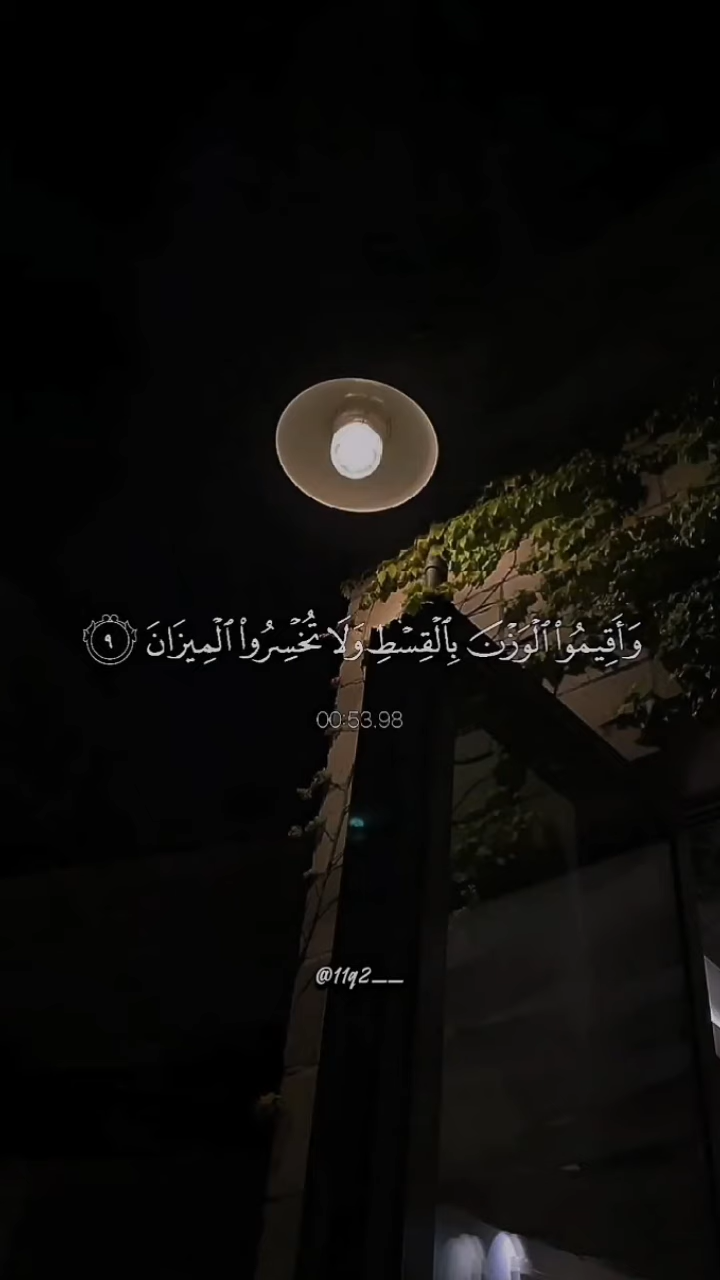 وَأَقِيمُوا۟ ٱلْوَزْنَ بِٱلْقِسْطِ وَلَا تُخْسِرُوا۟ ٱلْمِيزَانَ ٩
00:53.98
@11q2__